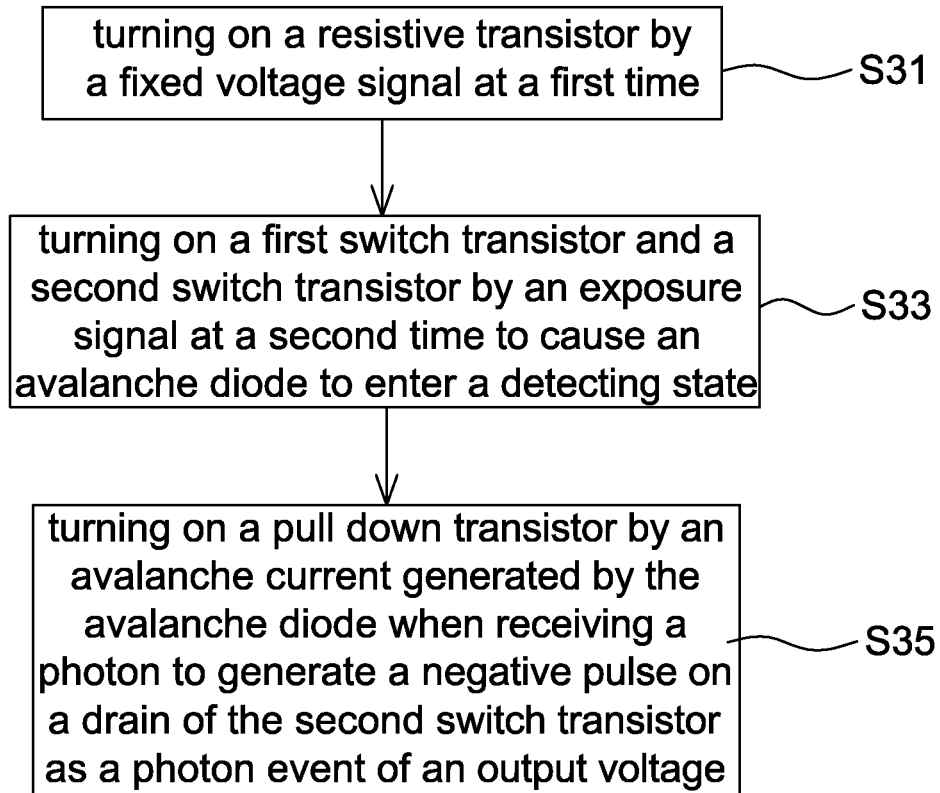 turning on a resistive transistor by
a fixed voltage signal at a first time
S31
turning on a first switch transistor and a
second switch transistor by an exposure
signal at a second time to cause an
avalanche diode to enter a detecting state
S33
turning on a pull down transistor by an
avalanche current generated by the
avalanche diode when receiving a
photon to generate a negative pulse on
a drain of the second switch transistor
as a photon event of an output voltage
S35